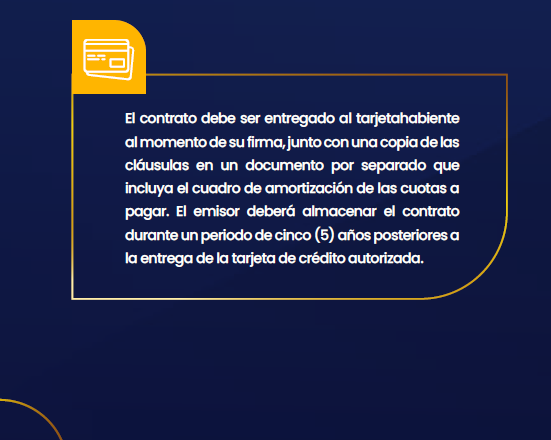 El contrato debe ser entregado al tarjetahabiente
al momento de su firma, junto con una copia de las
cláusulas en un documento por separado que
incluya el cuadro de amortización de las cuotas a
pagar. El emisor deberá almacenar el contrato
durante un periodo de cinco (5) años posteriores a
la entrega de la tarjeta de crédito autorizada.